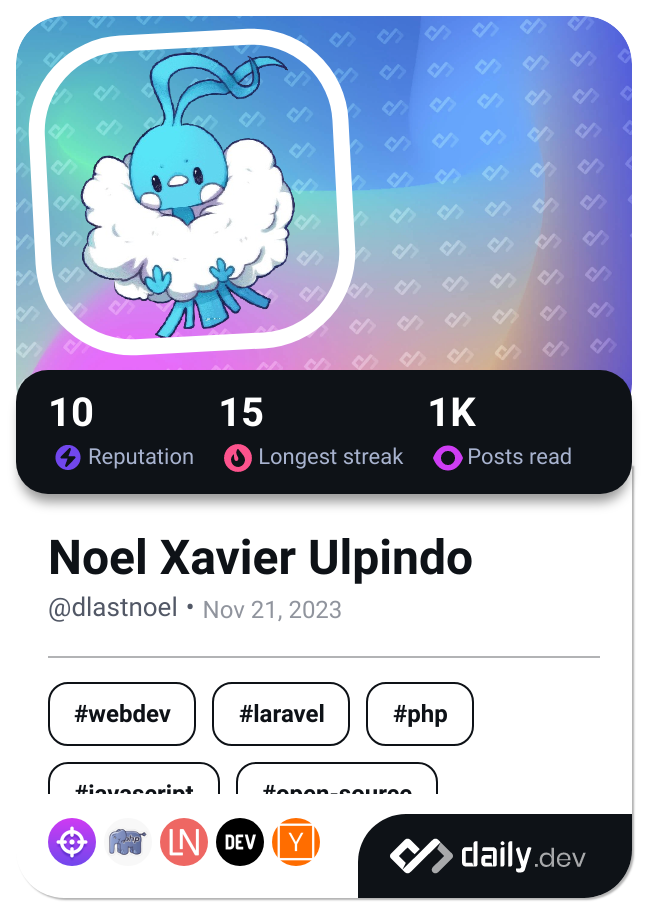 10 15 1K
Reputation Longest streak Posts read
Noel Xavier Ulpindo
@dlastnoel • Nov 21, 2023
#webdev #laravel #php
#javascript #open-source
php LN DEV Y
daily.dev